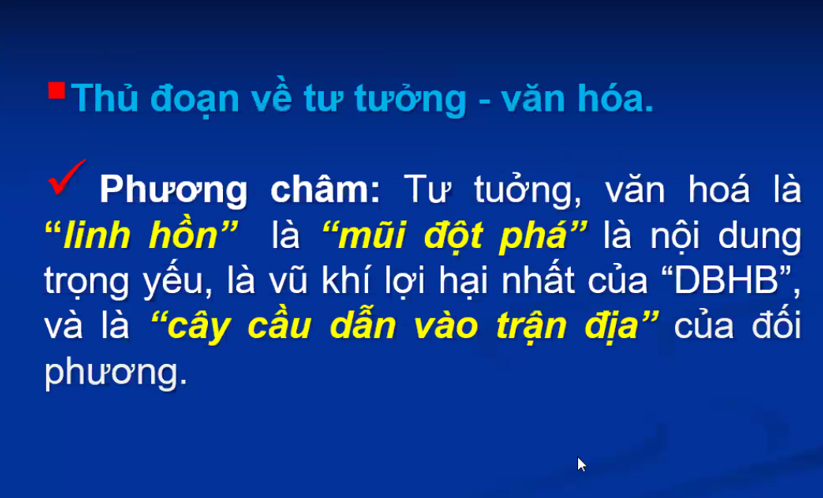 Thủ đoạn về tư tưởng - văn hóa.
Phương châm: Tư tuởng, văn hoá là
“linh hồn” là “mũi đột phá” là nội dung
trọng yếu, là vũ khí lợi hại nhất của “DBHB”,
và là “cây cầu dẫn vào trận địa” của đối
phương.